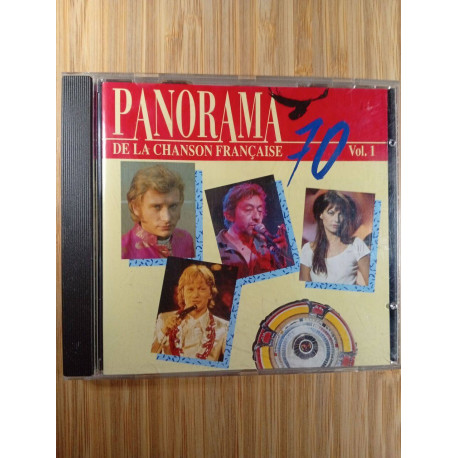 PANORAMA
DE LA CHANSON FRANÇAISE
70
Vol. 1